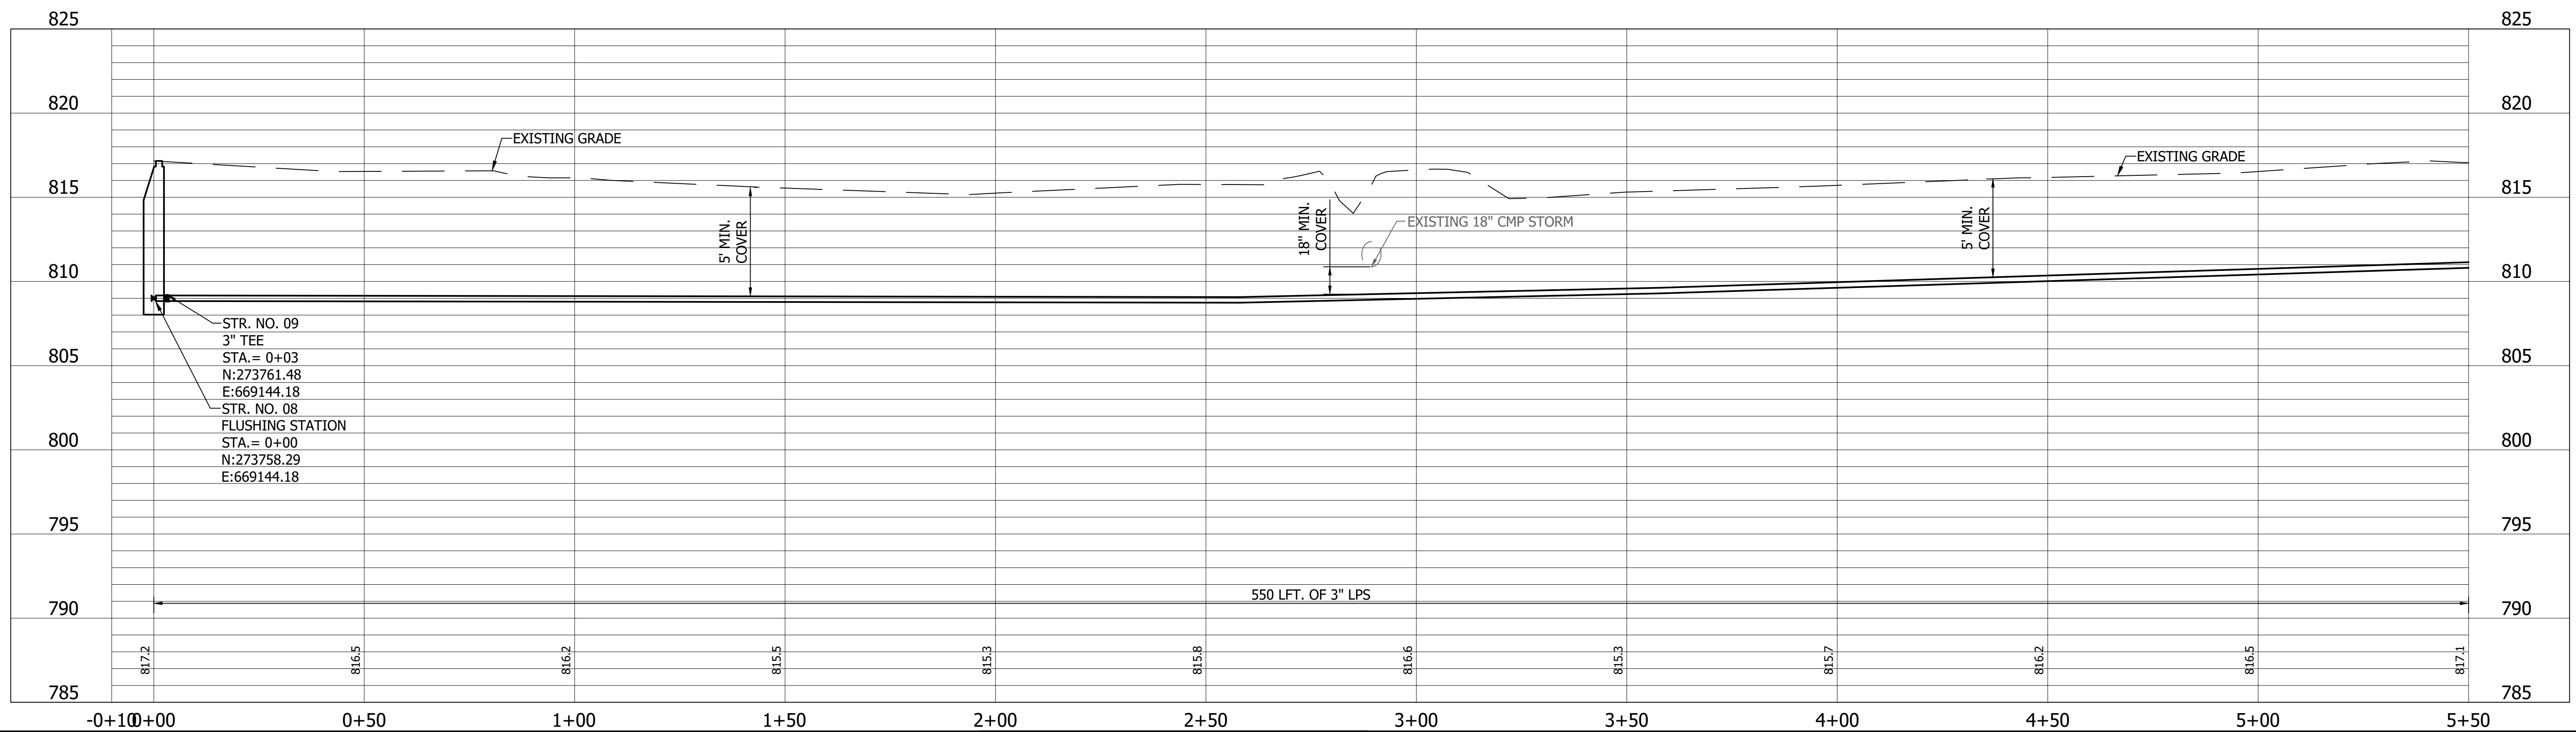 825
825
820
820
EXISTING GRADE
EXISTING GRADE
815
815
5' MIN.
COVER
18" MIN.
COVER
EXISTING 18" CMP STORM
5' MIN.
COVER
810
810
STR. NO. 09
3" TEE
STA.= 0+03
N:273761.48
E:669144.18
STR. NO. 08
FLUSHING STATION
STA.= 0+00
N:273758.29
E:669144.18
805
805
800
800
795
795
550 LFT. OF 3" LPS
790
790
817.2
816.5
816.2
815.5
815.3
815.8
816.6
815.3
815.7
816.2
816.5
817.1
785
785
-0+10
0+00
0+50
1+00
1+50
2+00
2+50
3+00
3+50
4+00
4+50
5+00
5+50